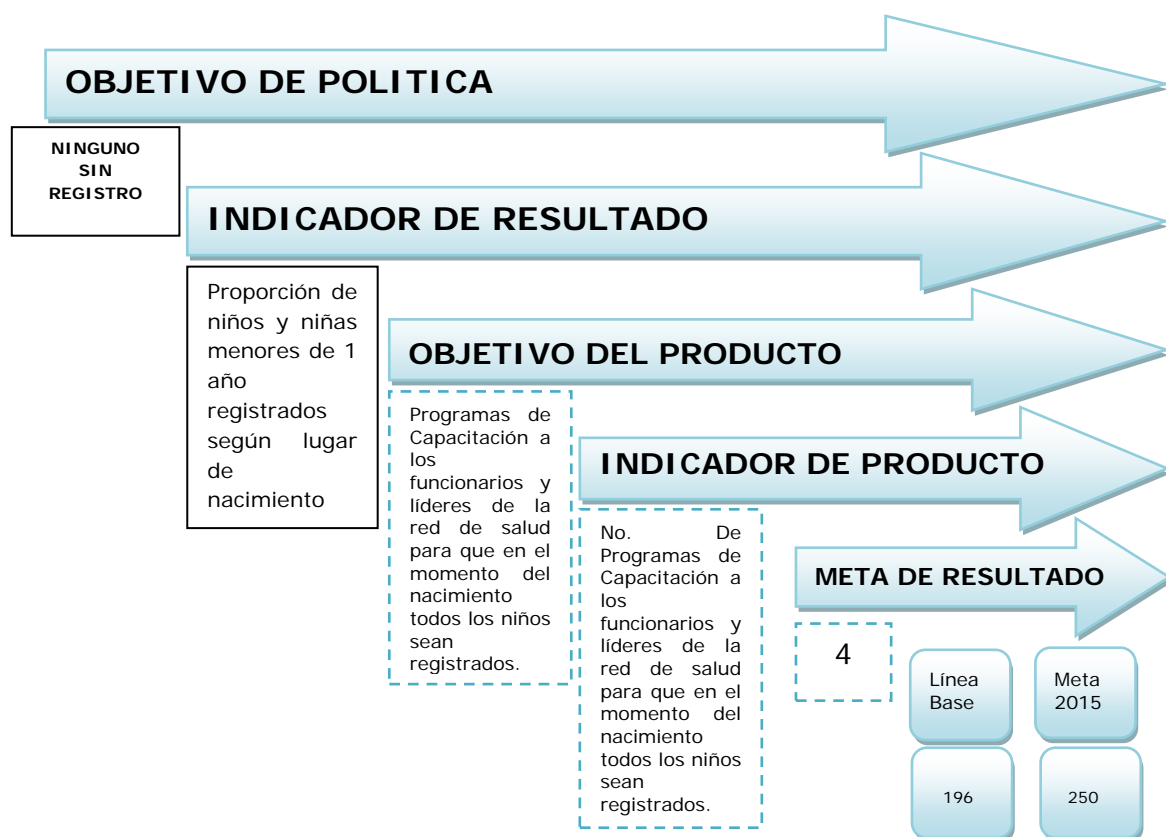 OBJETIVO DE POLITICA
NINGUNO
SIN
REGISTRO
INDICADOR DE RESULTADO
Proporción de
niños y niñas
menores de 1
año
registrados
según lugar
de
nacimiento
OBJETIVO DEL PRODUCTO
Programas de
Capacitación a
los
funcionarios y
líderes de la
red de salud
para que en el
momento del
nacimiento
todos los niños
sean
registrados.
INDICADOR DE PRODUCTO
No. De
Programas de
Capacitación a
los
funcionarios y
líderes de la
red de salud
para que en el
momento del
nacimiento
todos los niños
sean
registrados.
META DE RESULTADO
4
Línea
Base
Meta
2015
196
250